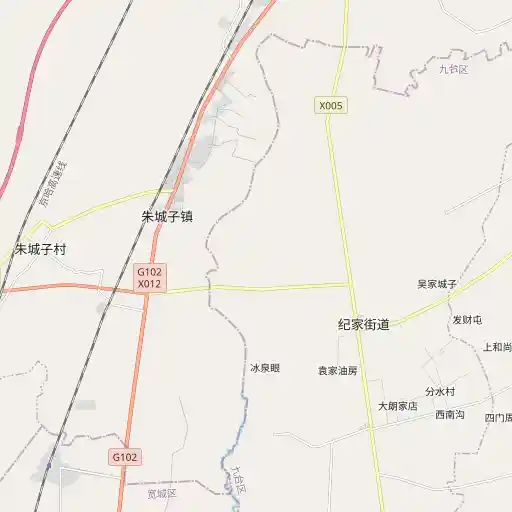 九台区
X005
京哈高速线
朱城子镇
朱城子村
G102
X012
吴家城子
纪家街道
发财屯
上和尚
冰泉眼
袁家油房
分水村
大朗家店
西南沟
四门周
G102
九台区
宽城区